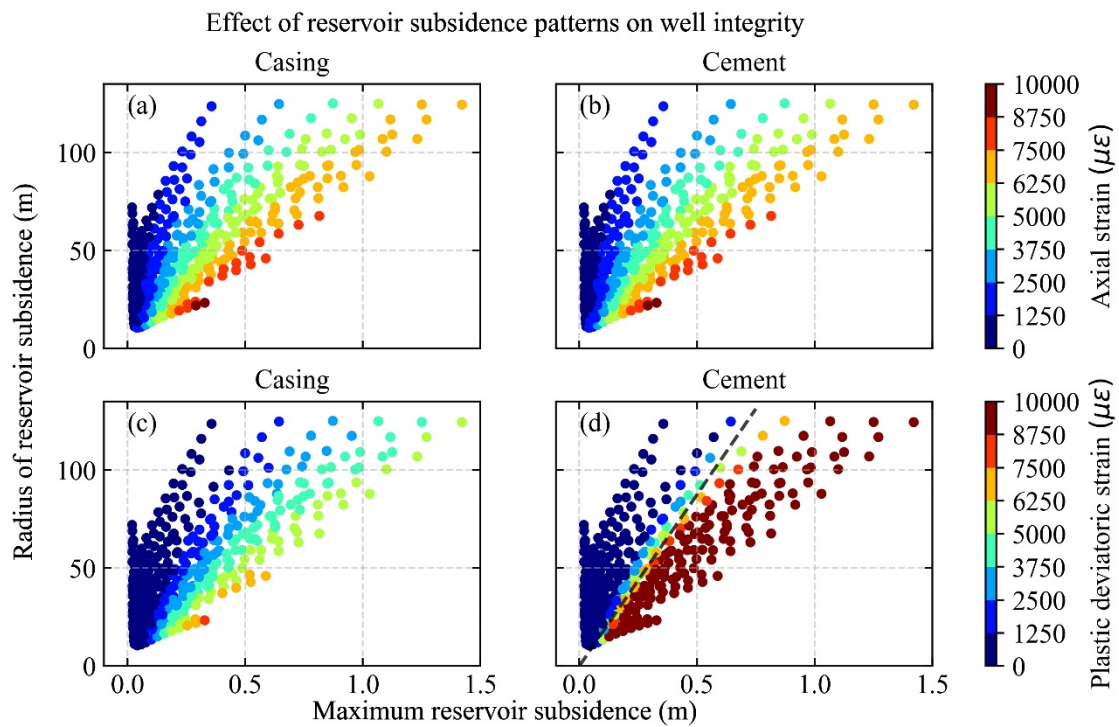 Effect of reservoir subsidence patterns on well integrity
Casing
Cement
(a)
(b)
100
50
0
10000
8750
7500
6250
5000
3750
2500
1250
0
Axial strain (με)
Radius of reservoir subsidence (m)
Casing
Cement
(c)
(d)
100
50
0
0.0 0.5 1.0 1.5
0.0 0.5 1.0 1.5
10000
8750
7500
6250
5000
3750
2500
1250
0
Plastic deviatoric strain (με)
Maximum reservoir subsidence (m)